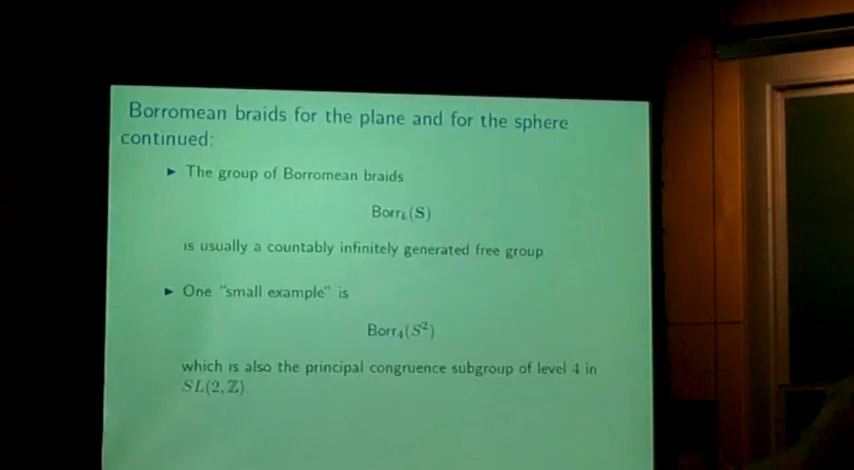 Borromean braids for the plane and for the sphere
continued:
► The group of Borromean braids
Borrₖ(S)
is usually a countably infinitely generated free group
► One "small example" is
Borr₄(S²)
which is also the principal congruence subgroup of level 4 in
SL(2, ℤ)